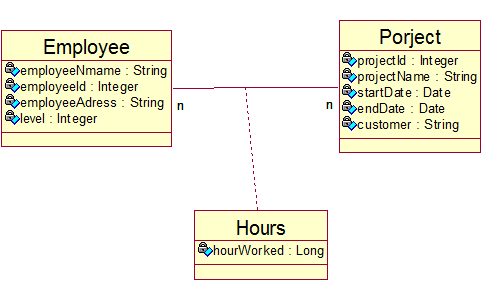 Employee
employeeNmame : String
employeeId : Integer
employeeAdress : String
level : Integer
n
n
Porject
projectId : Integer
projectName : String
startDate : Date
endDate : Date
customer : String
Hours
hourWorked : Long